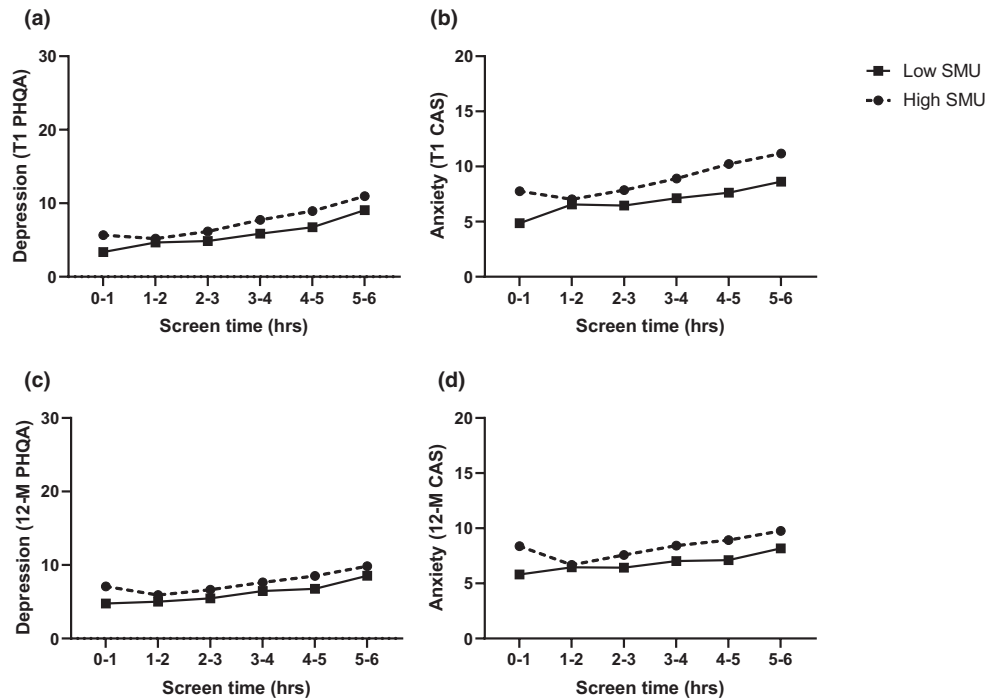 (a)
30
20
10
0
Depression (T1 PHQA)
0-1 1-2 2-3 3-4 4-5 5-6
Screen time (hrs)
(b)
20
15
10
5
0
Anxiety (T1 CAS)
0-1 1-2 2-3 3-4 4-5 5-6
Screen time (hrs)
Low SMU
High SMU
(c)
30
20
10
0
Depression (12-M PHQA)
0-1 1-2 2-3 3-4 4-5 5-6
Screen time (hrs)
(d)
20
15
10
5
0
Anxiety (12-M CAS)
0-1 1-2 2-3 3-4 4-5 5-6
Screen time (hrs)